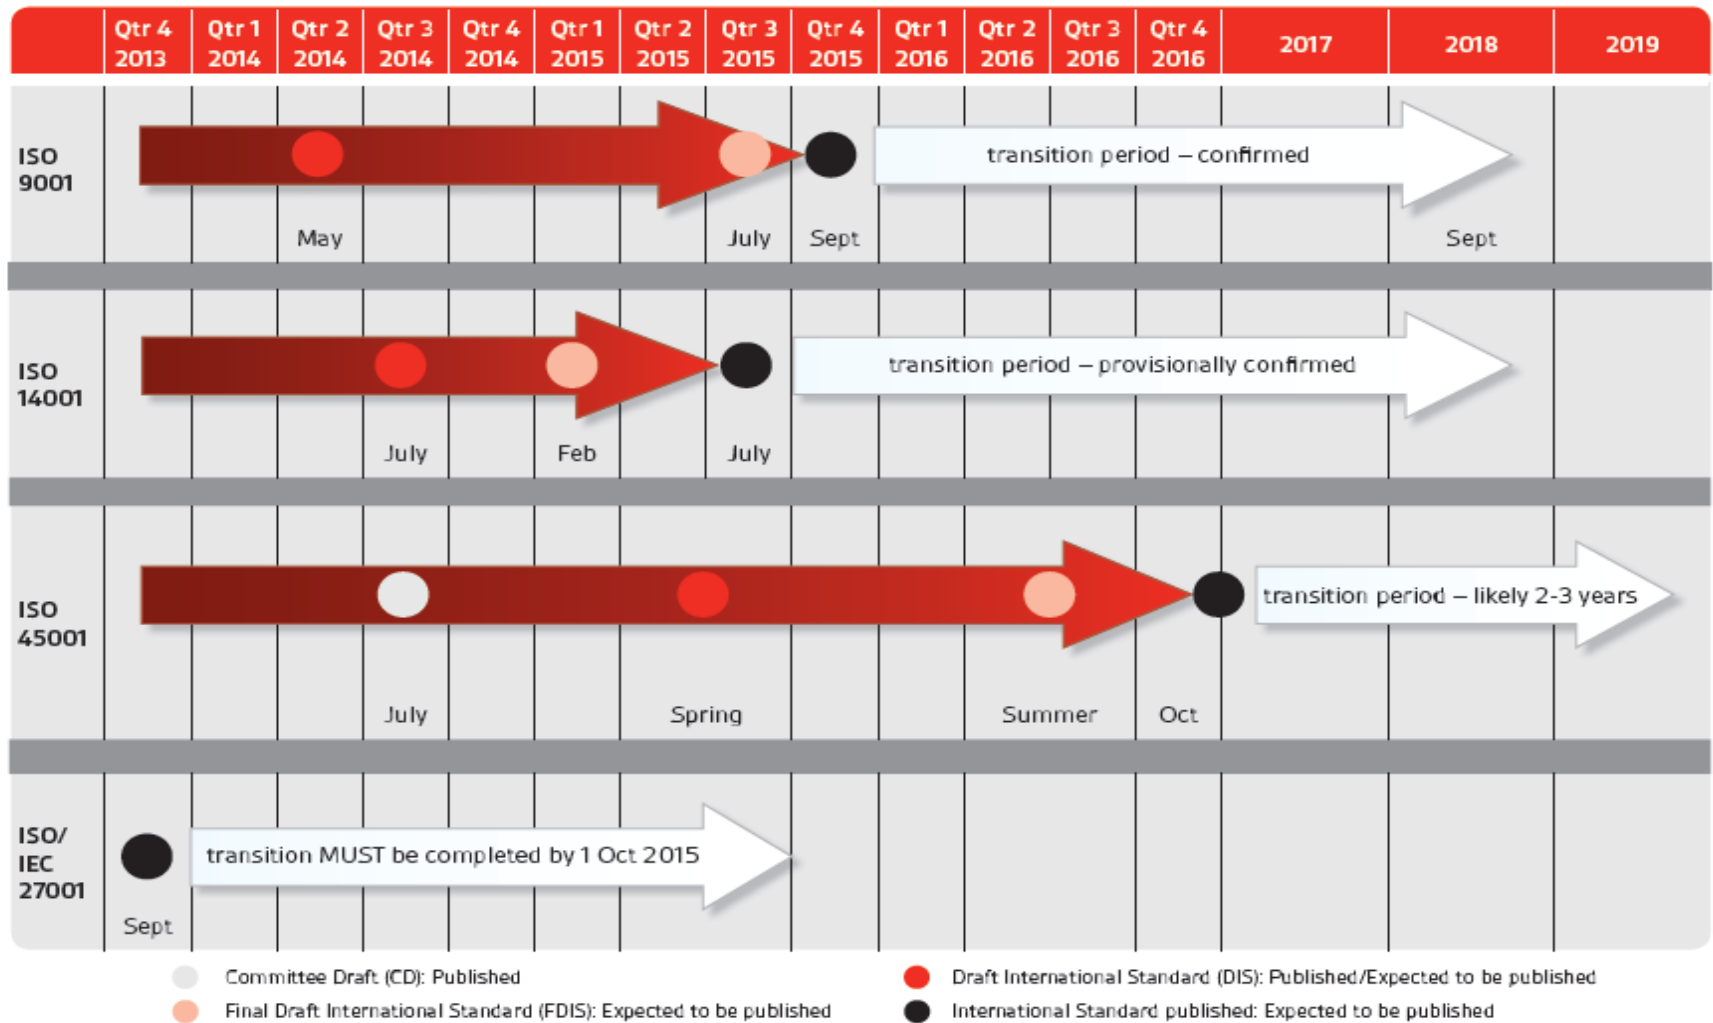 Qtr 4 Qtr 1 Qtr 2 Qtr 3 Qtr 4 Qtr 1 Qtr 2 Qtr 3 Qtr 4 Qtr 1 Qtr 2 Qtr 3 Qtr 4
2013 2014 2014 2014 2014 2015 2015 2015 2015 2016 2016 2016 2016 2017 2018 2019
ISO
9001
transition period – confirmed
May July Sept Sept
ISO
14001
transition period – provisionally confirmed
July Feb July
ISO
45001
transition period – likely 2-3 years
July Spring Summer Oct
ISO/
IEC
27001
transition MUST be completed by 1 Oct 2015
Sept
Committee Draft (CD): Published
Draft International Standard (DIS): Published/Expected to be published
Final Draft International Standard (FDIS): Expected to be published
International Standard published: Expected to be published